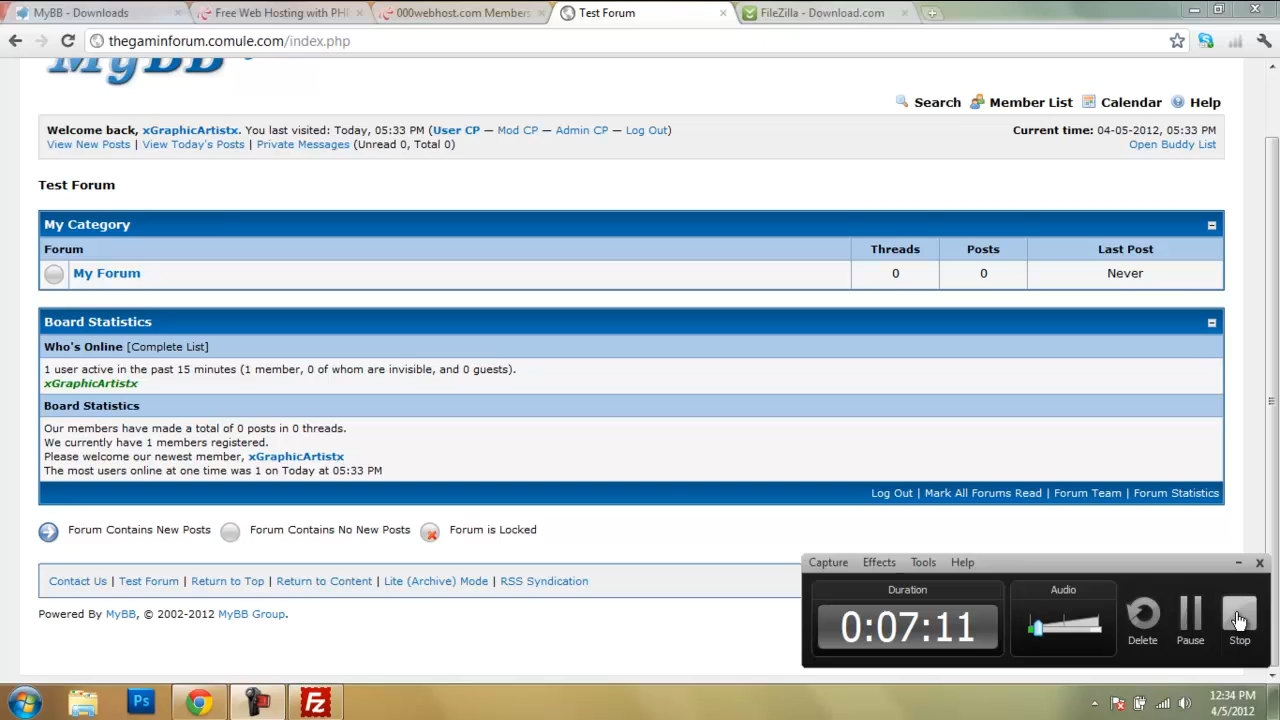 MyBB - Downloads
Free Web Hosting with PHP
000webhost.com Members
Test Forum
FileZilla - Download.com
thegaminforum.comule.com/index.php
MyBB
Search Member List Calendar Help
Welcome back, xGraphicArtistx. You last visited: Today, 05:33 PM (User CP — Mod CP — Admin CP — Log Out)
Current time: 04-05-2012, 05:33 PM
View New Posts | View Today's Posts | Private Messages (Unread 0, Total 0)
Open Buddy List
Test Forum
My Category
Forum Threads Posts Last Post
My Forum 0 0 Never
Board Statistics
Who's Online [Complete List]
1 user active in the past 15 minutes (1 member, 0 of whom are invisible, and 0 guests).
xGraphicArtistx
Board Statistics
Our members have made a total of 0 posts in 0 threads.
We currently have 1 members registered.
Please welcome our newest member, xGraphicArtistx
The most users online at one time was 1 on Today at 05:33 PM
Log Out | Mark All Forums Read | Forum Team | Forum Statistics
Forum Contains New Posts Forum Contains No New Posts Forum is Locked
Contact Us | Test Forum | Return to Top | Return to Content | Lite (Archive) Mode | RSS Syndication
Powered By MyBB, © 2002-2012 MyBB Group.
Capture Effects Tools Help
Duration
0:07:11
Audio
Delete
Pause
Stop
Ps
Fz
12:34 PM
4/5/2012